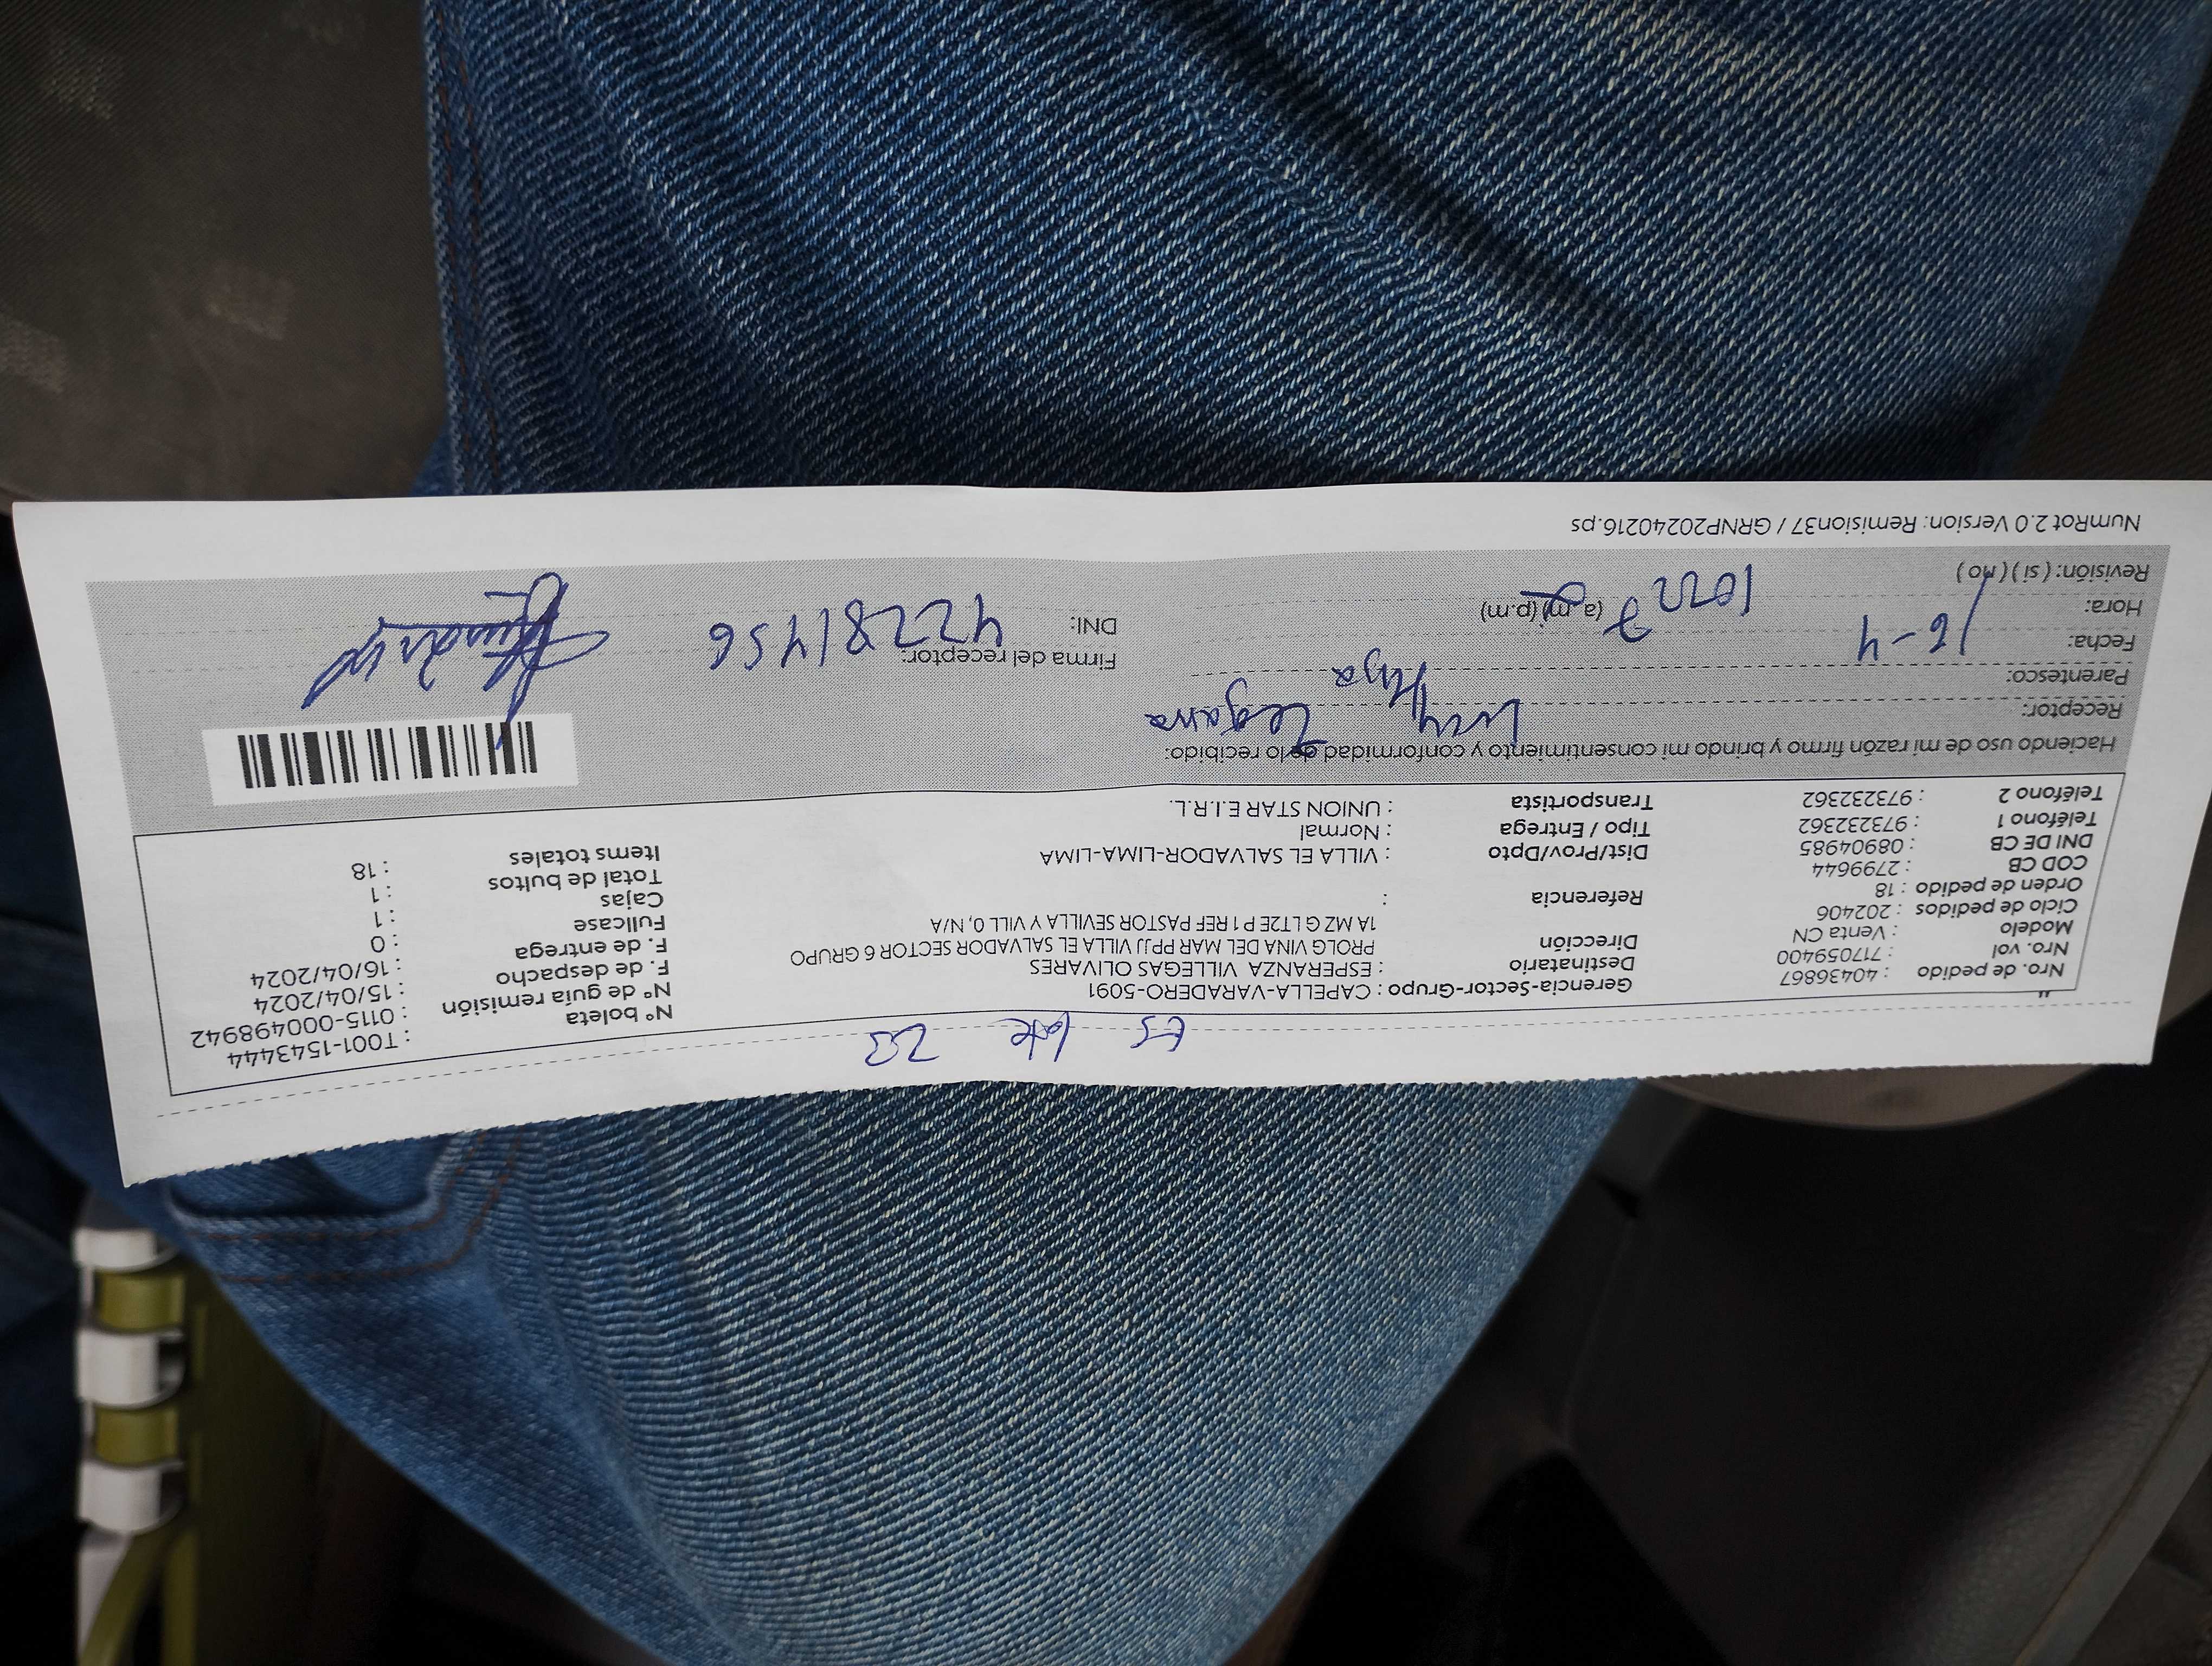 Es lote 23
Nro. de pedido : 40436867 Gerencia-Sector-Grupo : CAPELLA-VARADERO-5091 N° boleta : T001-1543444
Nro. vol : 717059400 Destinatario : ESPERANZA VILLEGAS OLIVARES N° de guía remisión : 0115-000498942
Modelo : Venta CN Dirección PROLG VINA DEL MAR PPJJ VILLA EL SALVADOR SECTOR 6 GRUPO F. de despacho : 15/04/2024
Ciclo de pedidos : 202406 1A MZ G LT2E P 1 REF PASTOR SEVILLA Y VILL 0, N/A F. de entrega : 16/04/2024
Orden de pedido : 18 Referencia : Fullcase : 0
COD CB : 2799644 Cajas : 1
DNI DE CB : 08904985 Dist/Prov/Dpto : VILLA EL SALVADOR-LIMA-LIMA Total de bultos : 1
Teléfono 1 : 973232362 Tipo / Entrega : Normal Items totales : 18
Teléfono 2 : 973232362 Transportista : UNION STAR E.I.R.L.
Haciendo uso de mi razón firmo y brindo mi consentimiento y conformidad de lo recibido:
Receptor: Lucy Zegarra
Parentesco: Hija
Fecha: 16-4 Firma del receptor:
Hora: (a.m) (p.m) DNI: 42281456
Revisión: ( si ) ( no )
NumRot 2.0 Version: Remision37 / GRNP20240216.ps